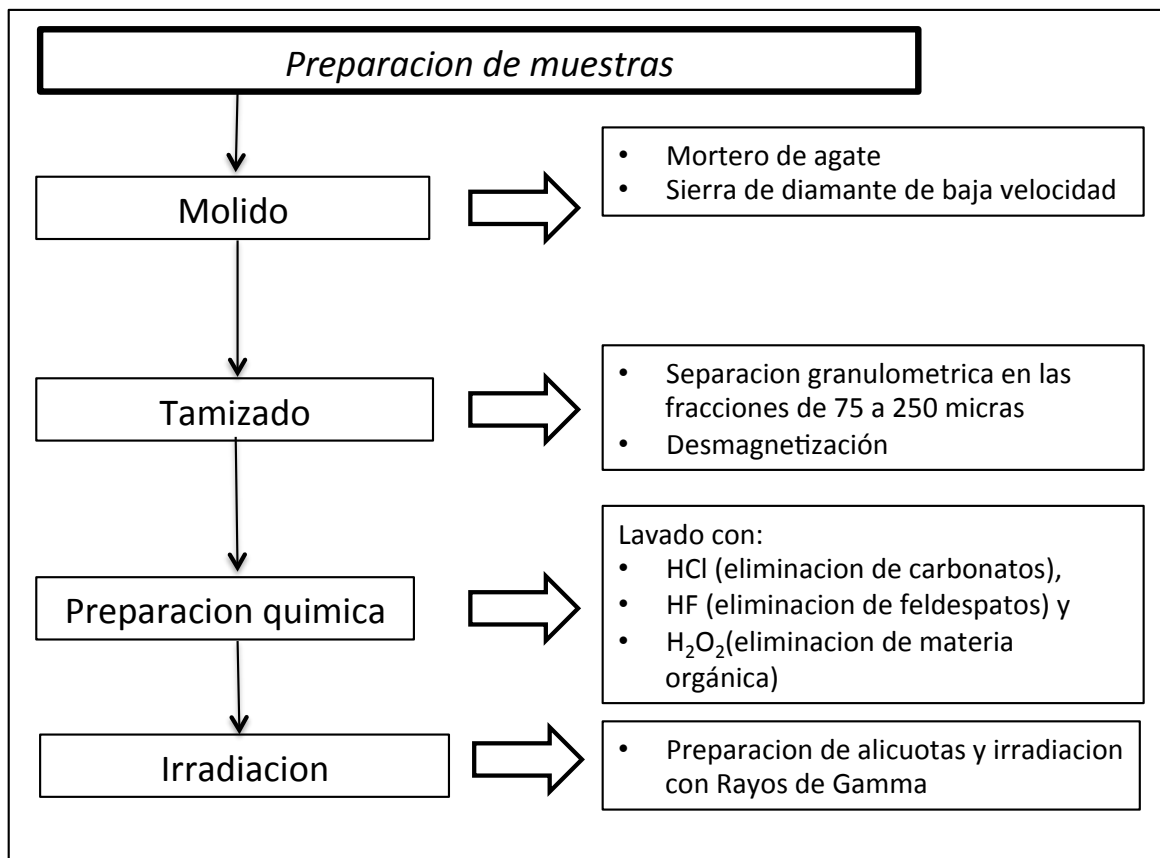 Preparacion de muestras
Molido
• Mortero de agate
• Sierra de diamante de baja velocidad
Tamizado
• Separacion granulometrica en las
fracciones de 75 a 250 micras
• Desmagnetización
Preparacion quimica
Lavado con:
• HCl (eliminacion de carbonatos),
• HF (eliminacion de feldespatos) y
• H₂O₂(eliminacion de materia
orgánica)
Irradiacion
• Preparacion de alicuotas y irradiacion
con Rayos de Gamma